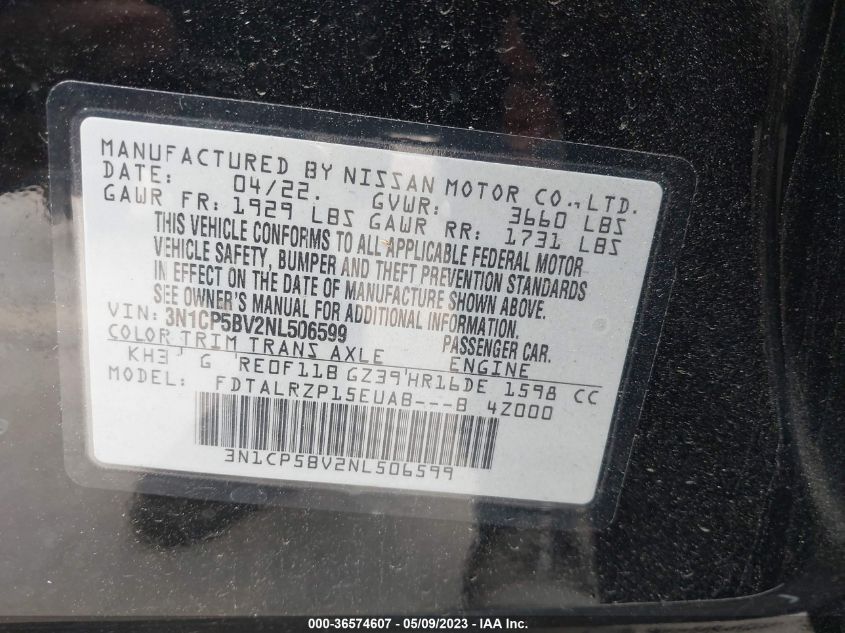 MANUFACTURED BY NISSAN MOTOR CO., LTD.
DATE: 04/22. GVWR: 3660 LBS
GAWR FR: 1929 LBS GAWR RR: 1731 LBS
THIS VEHICLE CONFORMS TO ALL APPLICABLE FEDERAL MOTOR
VEHICLE SAFETY, BUMPER AND THEFT PREVENTION STANDARDS
IN EFFECT ON THE DATE OF MANUFACTURE SHOWN ABOVE.
SEE OWNER'S MANUAL FOR ADDITIONAL INFORMATION.
VIN: 3N1CP5BV2NL506599 PASSENGER CAR.
COLOR TRIM TRANS AXLE ENGINE
KH3 G RE0F11B GZ39 HR16DE 1598 CC
FDTALRZP15EUAB---B 4Z000
3N1CP5BV2NL506599
000-36574607 - 05/09/2023 - IAA Inc.